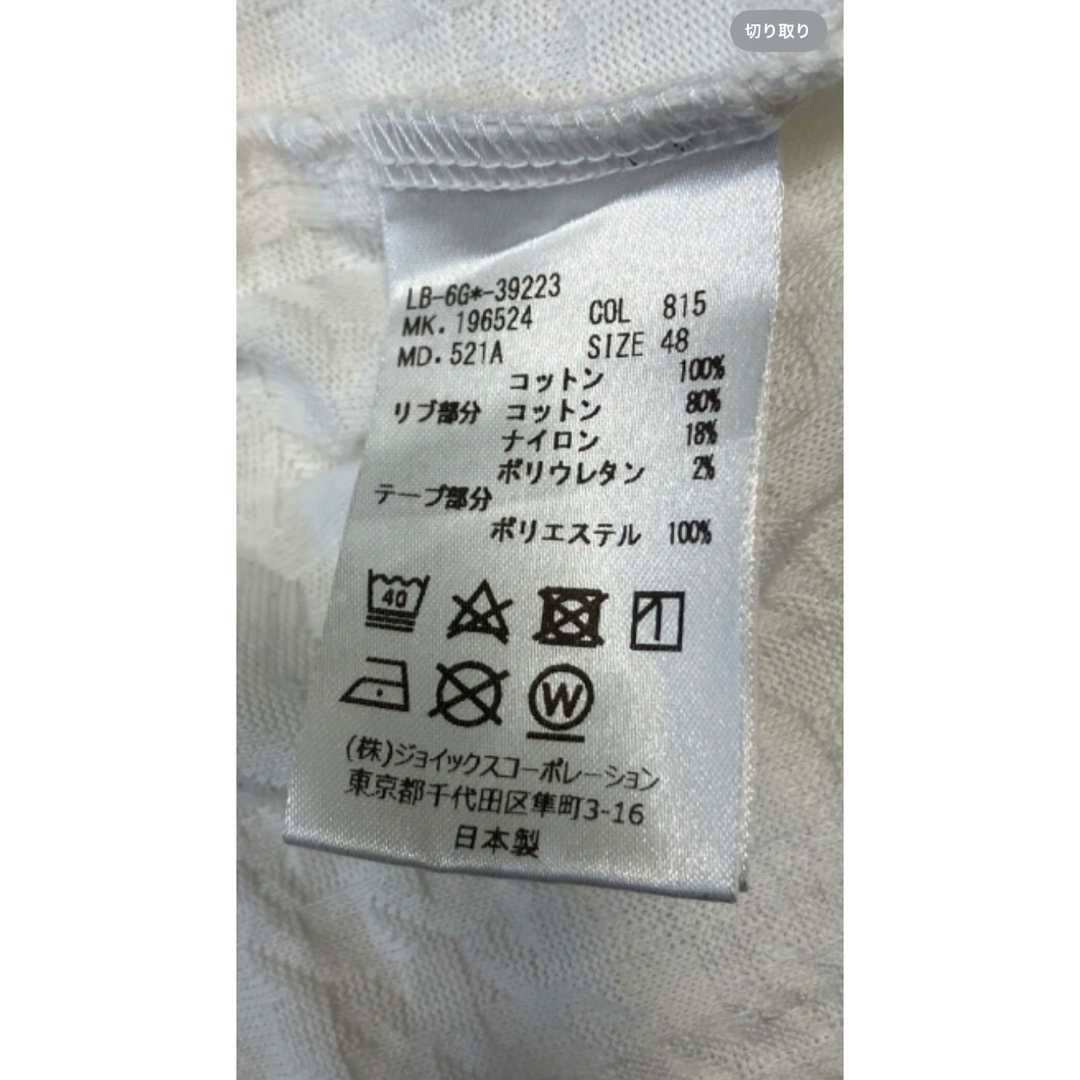 切り取り
LB-6G*-39223
MK. 196524 COL 815
MD. 521A SIZE 48
コットン 100%
リブ部分 コットン 80%
ナイロン 18%
ポリウレタン 2%
テープ部分
ポリエステル 100%
40
W
(株)ジョイックスコーポレーション
東京都千代田区隼町3-16
日本製